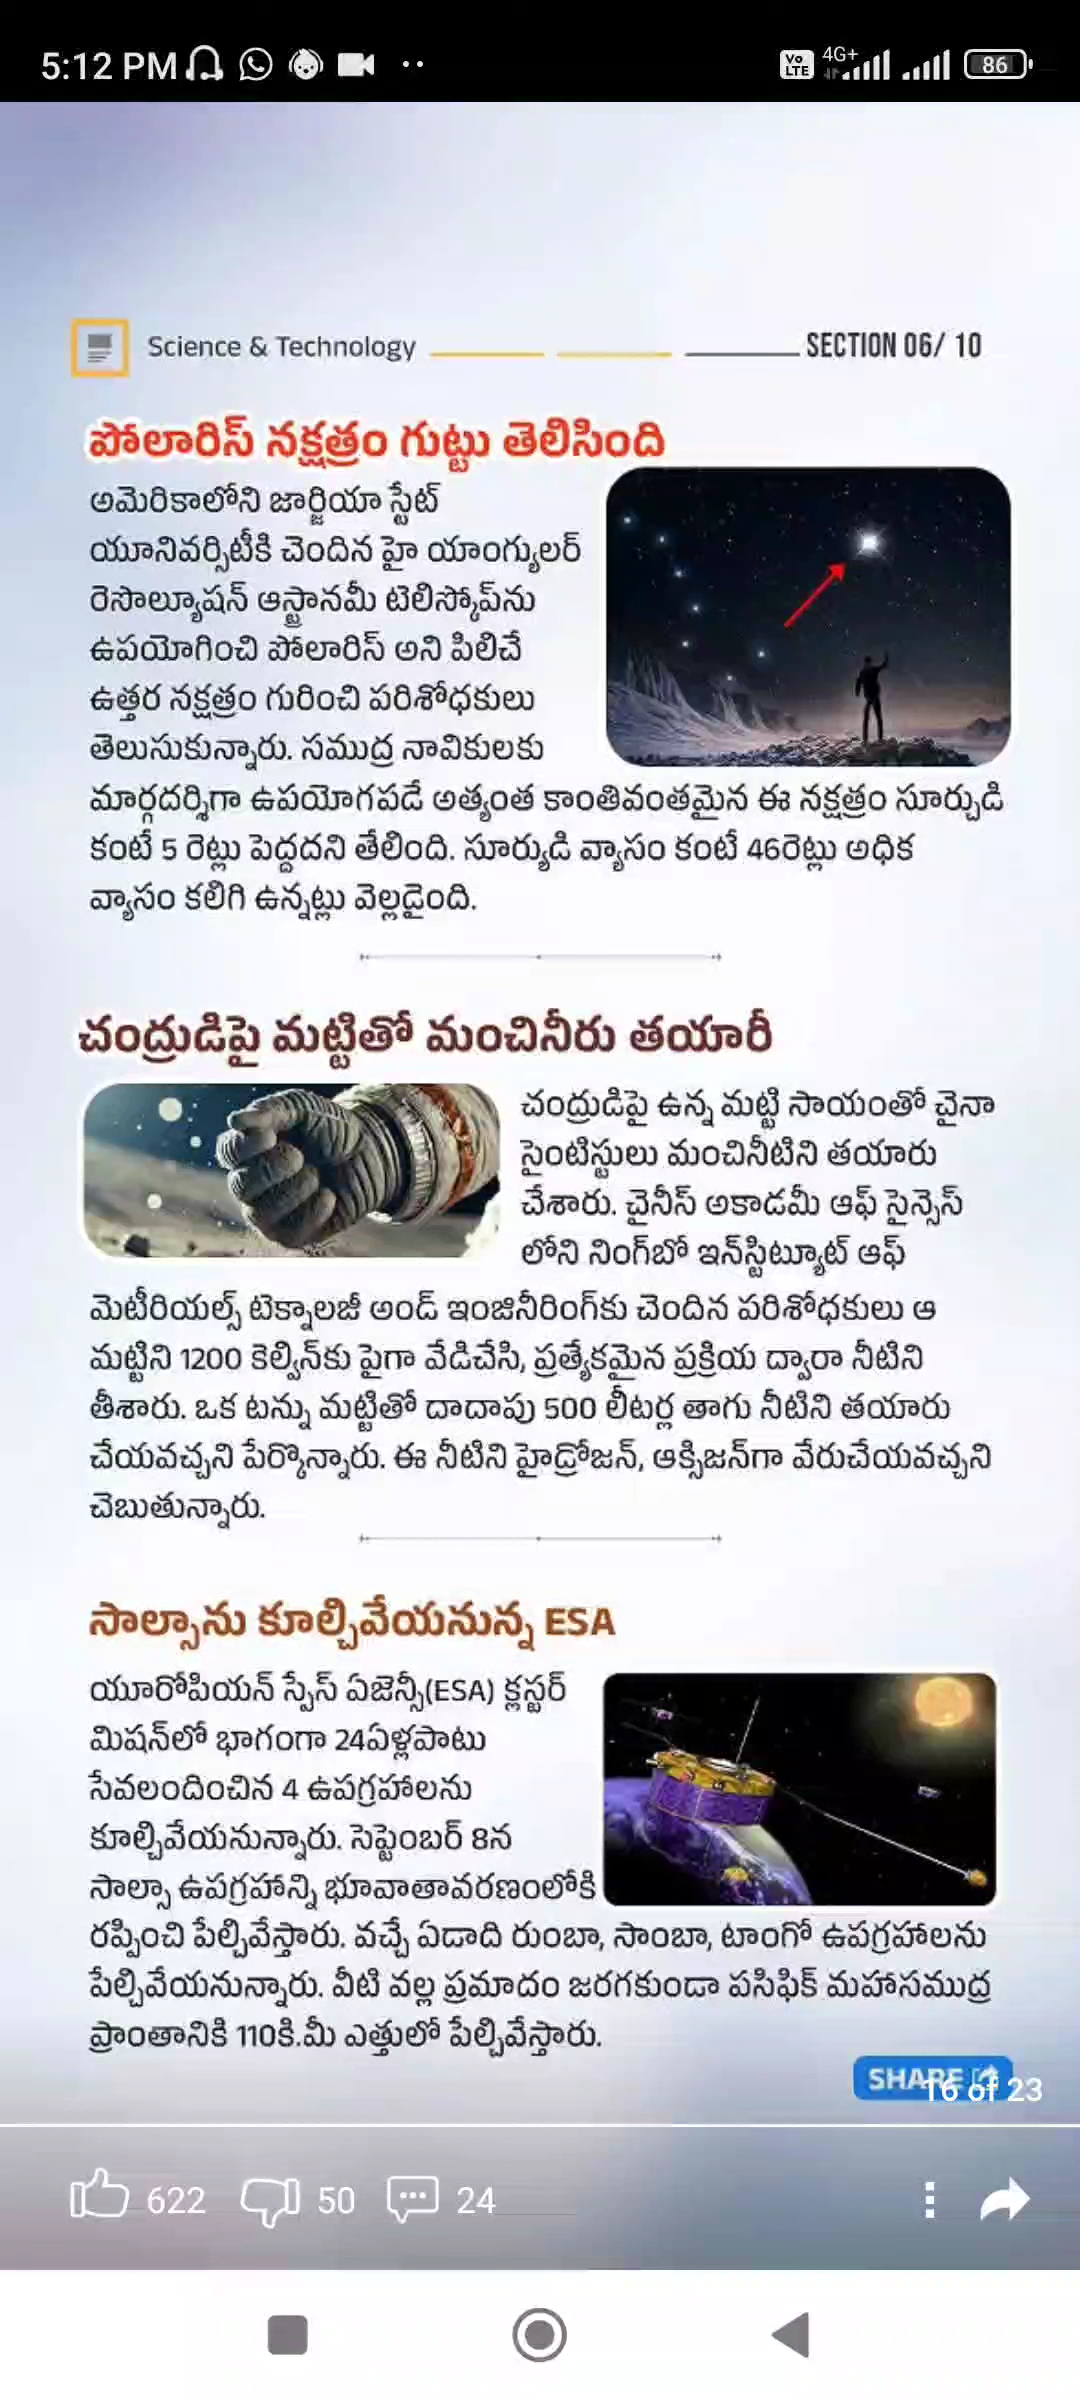 5:12 PM
Vo LTE 4G+ 86
Science & Technology SECTION 06/ 10
పోలారిస్ నక్షత్రం గుట్టు తెలిసింది
అమెరికాలోని జార్జియా స్టేట్
యూనివర్సిటీకి చెందిన హై యాంగ్యులర్
రెసొల్యూషన్ ఆస్ట్రానమీ టెలిస్కోప్‌ను
ఉపయోగించి పోలారిస్ అని పిలిచే
ఉత్తర నక్షత్రం గురించి పరిశోధకులు
తెలుసుకున్నారు. సముద్ర నావికులకు
మార్గదర్శిగా ఉపయోగపడే అత్యంత కాంతివంతమైన ఈ నక్షత్రం సూర్యుడి
కంటే 5 రెట్లు పెద్దదని తేలింది. సూర్యుడి వ్యాసం కంటే 46రెట్లు అధిక
వ్యాసం కలిగి ఉన్నట్లు వెల్లడైంది.
చంద్రుడిపై మట్టితో మంచినీరు తయారీ
చంద్రుడిపై ఉన్న మట్టి సాయంతో చైనా
సైంటిస్టులు మంచినీటిని తయారు
చేశారు. చైనీస్ అకాడమీ ఆఫ్ సైన్సెస్
లోని నింగ్‌బో ఇన్‌స్టిట్యూట్ ఆఫ్
మెటీరియల్స్ టెక్నాలజీ అండ్ ఇంజినీరింగ్‌కు చెందిన పరిశోధకులు ఆ
మట్టిని 1200 కెల్విన్‌కు పైగా వేడిచేసి, ప్రత్యేకమైన ప్రక్రియ ద్వారా నీటిని
తీశారు. ఒక టన్ను మట్టితో దాదాపు 500 లీటర్ల తాగు నీటిని తయారు
చేయవచ్చని పేర్కొన్నారు. ఈ నీటిని హైడ్రోజన్, ఆక్సిజన్‌గా వేరుచేయవచ్చని
చెబుతున్నారు.
సాల్సాను కూల్చివేయనున్న ESA
యూరోపియన్ స్పేస్ ఏజెన్సీ(ESA) క్లస్టర్
మిషన్‌లో భాగంగా 24ఏళ్లపాటు
సేవలందించిన 4 ఉపగ్రహాలను
కూల్చివేయనున్నారు. సెప్టెంబర్ 8న
సాల్సా ఉపగ్రహాన్ని భూవాతావరణంలోకి
రప్పించి పేల్చివేస్తారు. వచ్చే ఏడాది రుంబా, సాంబా, టాంగో ఉపగ్రహాలను
పేల్చివేయనున్నారు. వీటి వల్ల ప్రమాదం జరగకుండా పసిఫిక్ మహాసముద్ర
ప్రాంతానికి 110కి.మీ ఎత్తులో పేల్చివేస్తారు.
SHARE
16 of 23
622 50 24